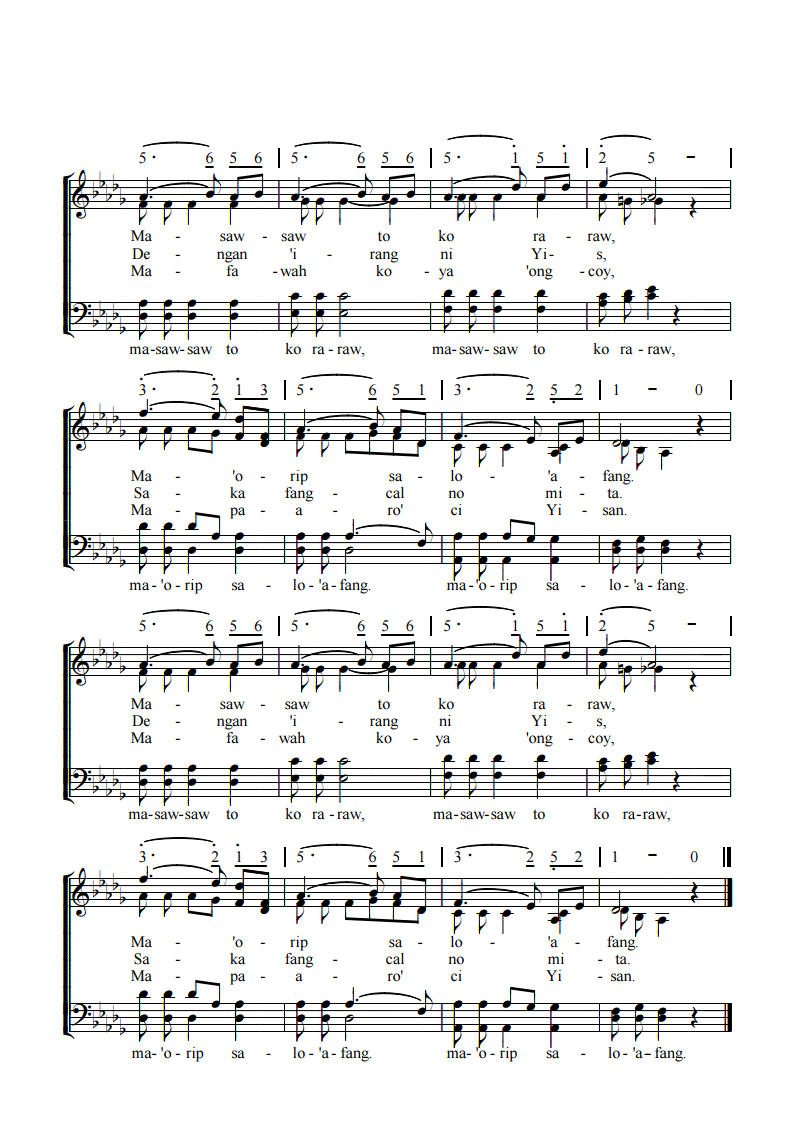 5· 6 5 6 | 5· 6 5 6 | 5· 1̇ 5 1̇ | 2̇ 5 – |
Ma - saw - saw to ko ra - raw,
De - ngan 'i - rang ni Yi - s,
Ma - fa - wah ko - ya 'ong - coy,
ma-saw-saw to ko ra-raw, ma-saw-saw to ko ra-raw,
3̇· 2̇ 1̇ 3 | 5· 6 5 1 | 3· 2 5̣ 2 | 1 – 0 |
Ma - 'o - rip sa - lo - 'a - fang.
Sa - ka fang - cal no mi - ta.
Ma - pa - a - ro' ci Yi - san.
ma-'o-rip sa - lo-'a-fang. ma-'o-rip sa - lo-'a-fang.
5· 6 5 6 | 5· 6 5 6 | 5· 1̇ 5 1̇ | 2̇ 5 – |
Ma - saw - saw to ko ra - raw,
De - ngan 'i - rang ni Yi - s,
Ma - fa - wah ko - ya 'ong - coy,
ma-saw-saw to ko ra-raw, ma-saw-saw to ko ra-raw,
3̇· 2̇ 1̇ 3 | 5· 6 5 1 | 3· 2 5̣ 2 | 1 – 0 ||
Ma - 'o - rip sa - lo - 'a - fang.
Sa - ka fang - cal no mi - ta.
Ma - pa - a - ro' ci Yi - san.
ma-'o-rip sa - lo-'a-fang. ma-'o-rip sa - lo-'a-fang.